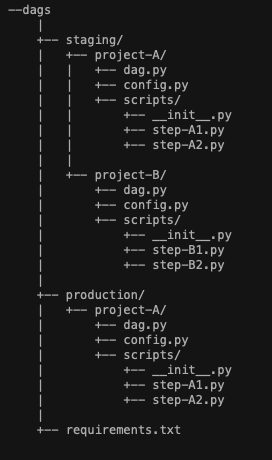 --dags
    |
    +-- staging/
    |   +-- project-A/
    |   |   +-- dag.py
    |   |   +-- config.py
    |   |   +-- scripts/
    |   |       +-- __init__.py
    |   |       +-- step-A1.py
    |   |       +-- step-A2.py
    |   |
    |   +-- project-B/
    |       +-- dag.py
    |       +-- config.py
    |       +-- scripts/
    |           +-- __init__.py
    |           +-- step-B1.py
    |           +-- step-B2.py
    |
    +-- production/
    |   +-- project-A/
    |       +-- dag.py
    |       +-- config.py
    |       +-- scripts/
    |           +-- __init__.py
    |           +-- step-A1.py
    |           +-- step-A2.py
    |
    +-- requirements.txt